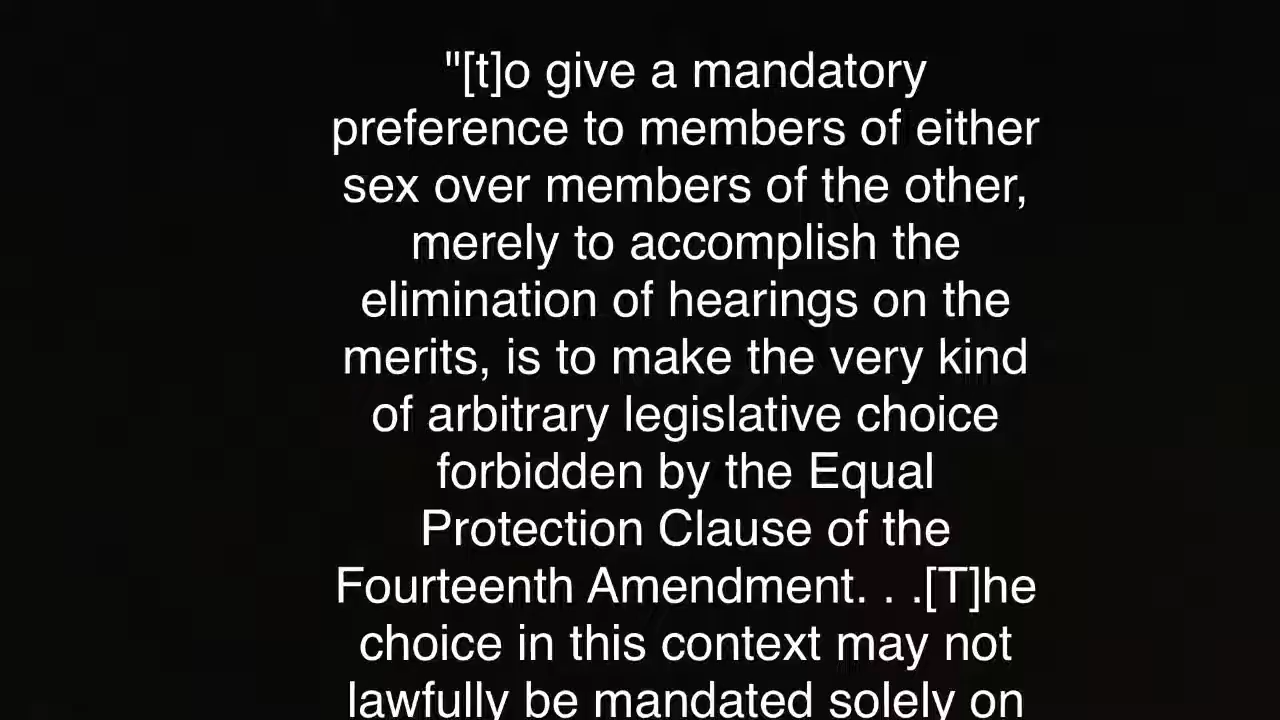 "[t]o give a mandatory
preference to members of either
sex over members of the other,
merely to accomplish the
elimination of hearings on the
merits, is to make the very kind
of arbitrary legislative choice
forbidden by the Equal
Protection Clause of the
Fourteenth Amendment. . .[T]he
choice in this context may not
lawfully be mandated solely on